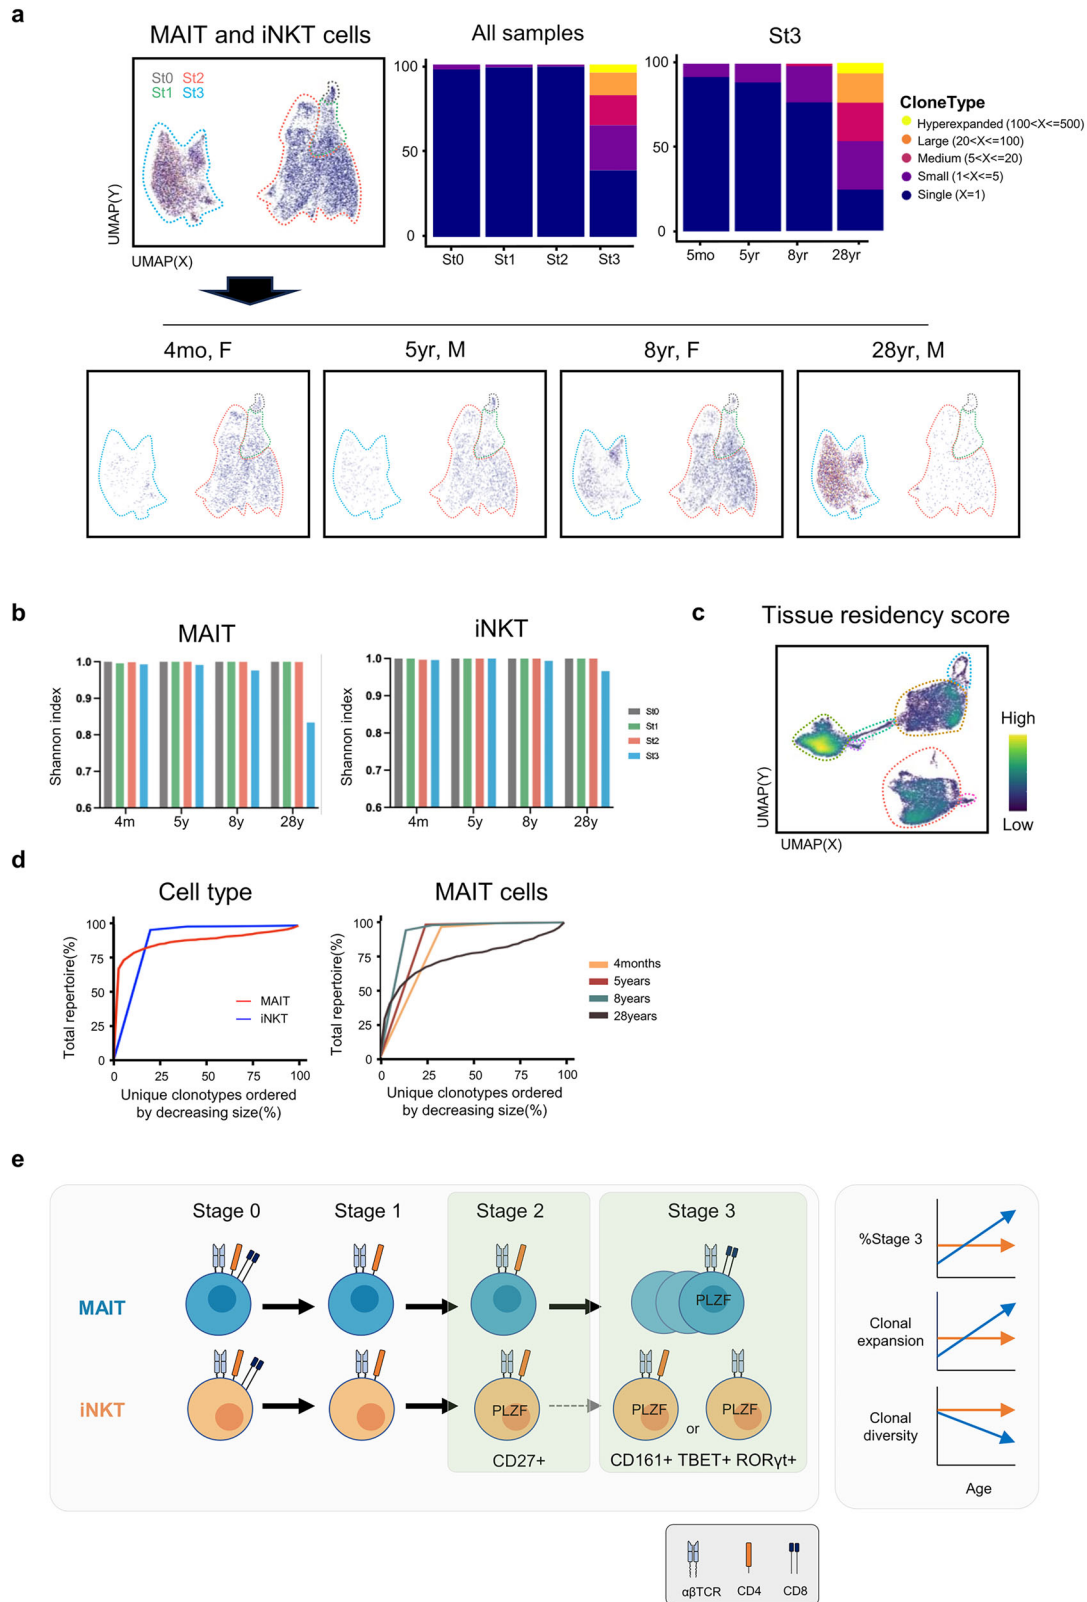 a
MAIT and iNKT cells
St0 St2
St1 St3
UMAP(Y)
UMAP(X)
All samples
100
50
0
St0 St1 St2 St3
St3
100
50
0
5mo 5yr 8yr 28yr
CloneType
Hyperexpanded (100<X<=500)
Large (20<X<=100)
Medium (5<X<=20)
Small (1<X<=5)
Single (X=1)
4mo, F 5yr, M 8yr, F 28yr, M
b
MAIT
Shannon index
1.0
0.9
0.8
0.7
0.6
4m 5y 8y 28y
iNKT
Shannon index
1.0
0.9
0.8
0.7
0.6
4m 5y 8y 28y
St0
St1
St2
St3
c
Tissue residency score
UMAP(Y)
UMAP(X)
High
Low
d
Cell type
Total repertoire(%)
100
75
50
25
0
0 25 50 75 100
MAIT
iNKT
Unique clonotypes ordered
by decreasing size(%)
MAIT cells
Total repertoire(%)
100
75
50
25
0
0 25 50 75 100
Unique clonotypes ordered
by decreasing size(%)
4months
5years
8years
28years
e
Stage 0 Stage 1 Stage 2 Stage 3
MAIT
PLZF
iNKT
PLZF
PLZF
or
PLZF
CD27+
CD161+ TBET+ RORγt+
%Stage 3
Clonal
expansion
Clonal
diversity
Age
αβTCR CD4 CD8